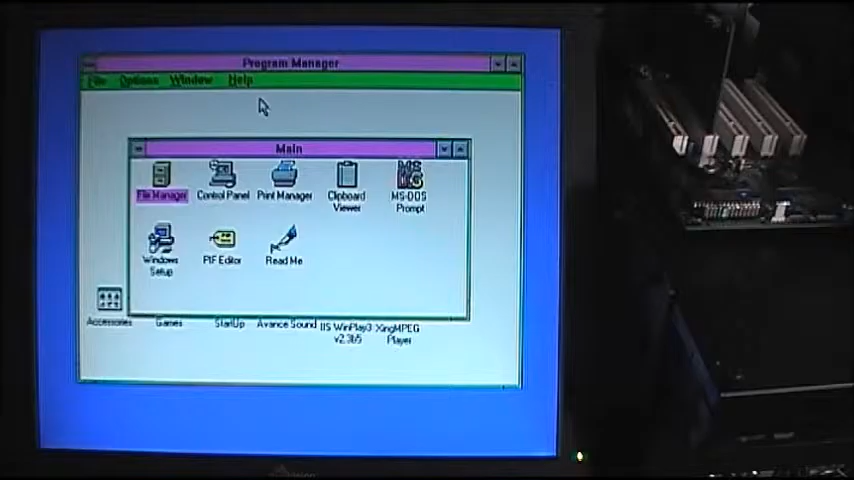 Program Manager
File Options Window Help
Main
File Manager Control Panel Print Manager Clipboard Viewer MS-DOS Prompt
Windows Setup PIF Editor Read Me
Accessories Games StartUp Avance Sound IIS WinPlay3 v2.3b5 XingMPEG Player